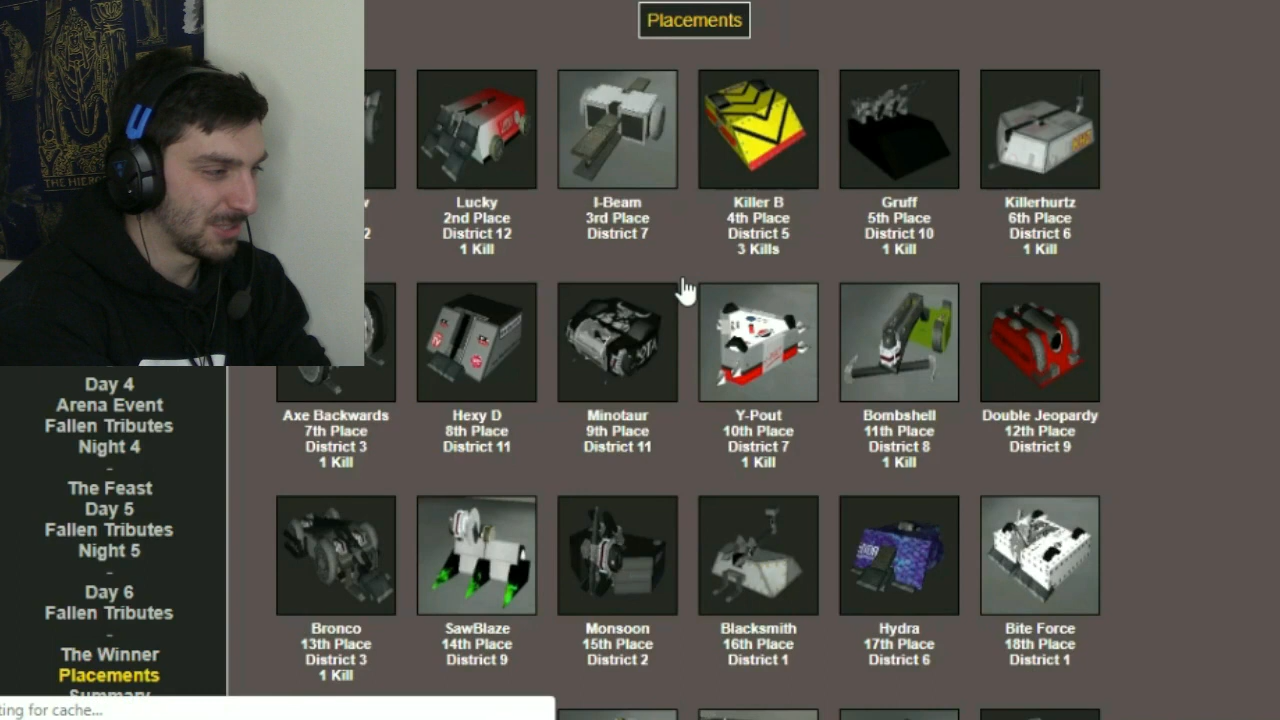 Placements
Lucky
2nd Place
District 12
1 Kill
I-Beam
3rd Place
District 7
Killer B
4th Place
District 5
3 Kills
Gruff
5th Place
District 10
1 Kill
Killerhurtz
6th Place
District 6
1 Kill
Axe Backwards
7th Place
District 3
1 Kill
Hexy D
8th Place
District 11
Minotaur
9th Place
District 11
Y-Pout
10th Place
District 7
1 Kill
Bombshell
11th Place
District 8
1 Kill
Double Jeopardy
12th Place
District 9
Bronco
13th Place
District 3
1 Kill
SawBlaze
14th Place
District 9
Monsoon
15th Place
District 2
Blacksmith
16th Place
District 1
Hydra
17th Place
District 6
Bite Force
18th Place
District 1
Day 4
Arena Event
Fallen Tributes
Night 4
-
The Feast
Day 5
Fallen Tributes
Night 5
-
Day 6
Fallen Tributes
-
The Winner
Placements
Summary
ting for cache...
THE HIERO